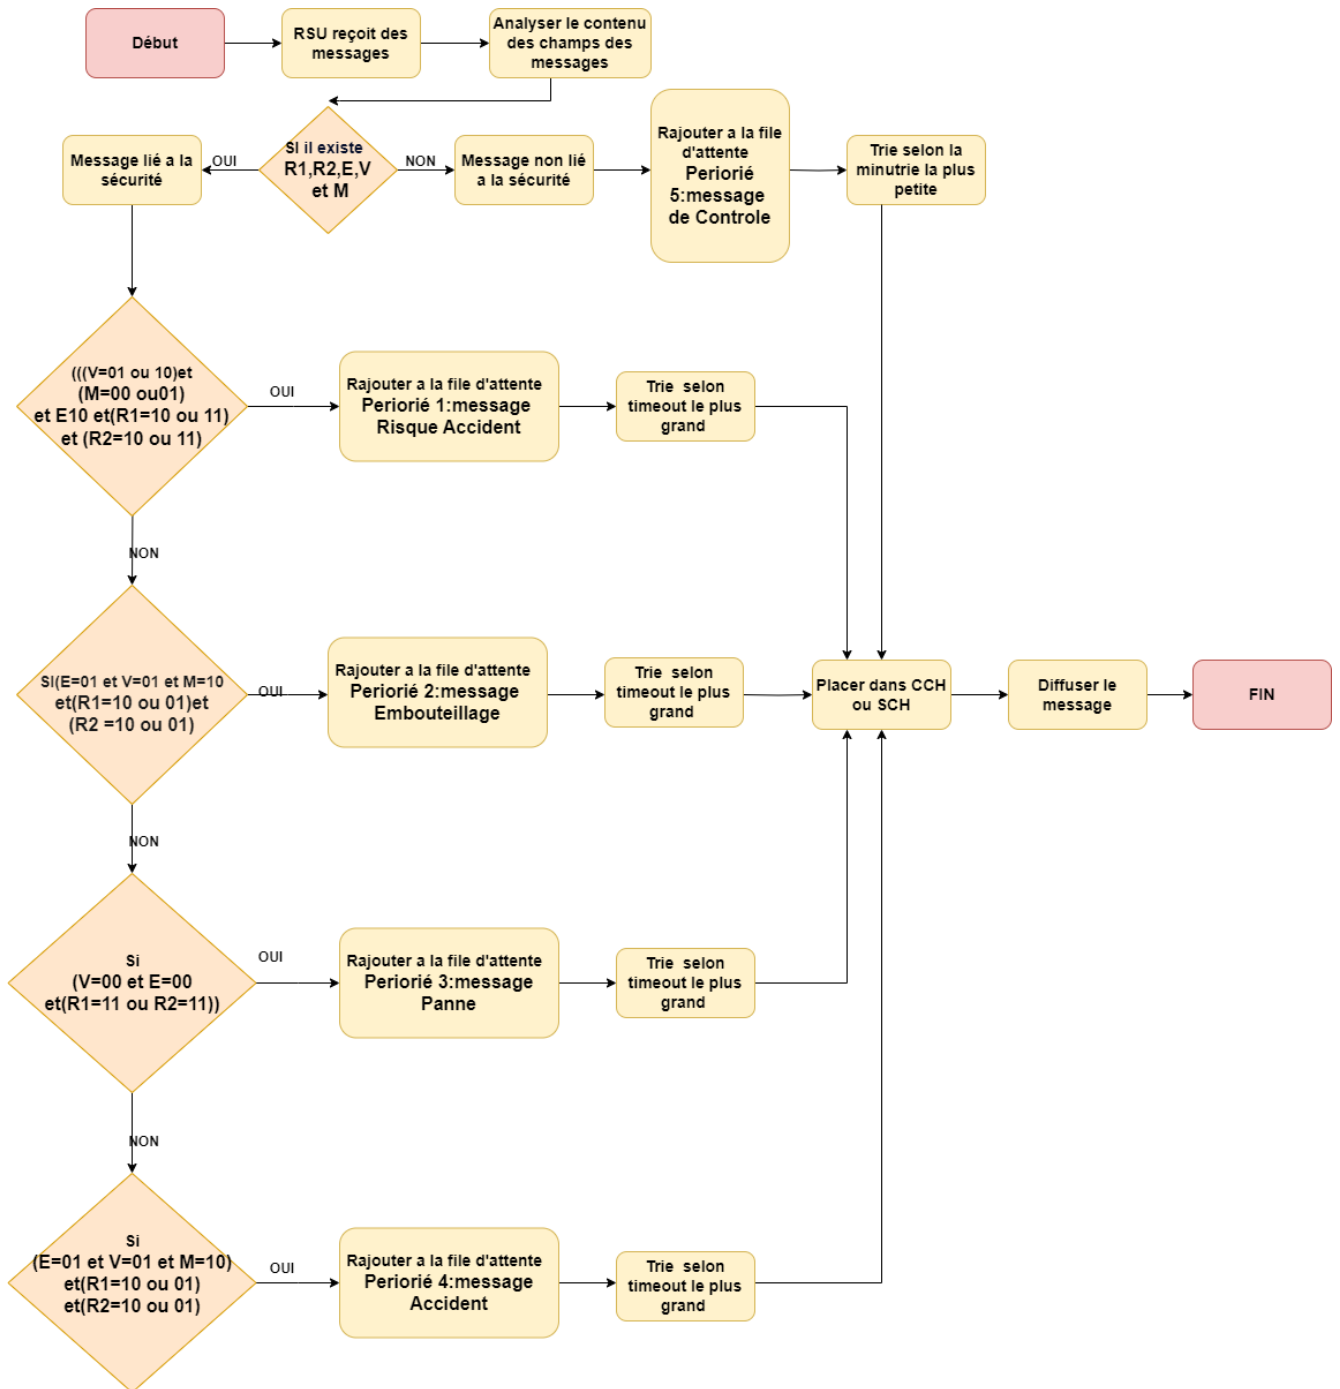 Début
RSU reçoit des
messages
Analyser le contenu
des champs des
messages
SI il existe
R1,R2,E,V
et M
OUI
Message lié a la
sécurité
NON
Message non lié
a la sécurité
Rajouter a la file
d'attente
Periorié
5:message
de Controle
Trie selon la
minutrie la plus
petite
(((V=01 ou 10)et
(M=00 ou01)
et E10 et(R1=10 ou 11)
et (R2=10 ou 11)
OUI
Rajouter a la file d'attente
Periorié 1:message
Risque Accident
Trie selon
timeout le plus
grand
NON
SI(E=01 et V=01 et M=10
et(R1=10 ou 01)et
(R2 =10 ou 01)
OUI
Rajouter a la file d'attente
Periorié 2:message
Embouteillage
Trie selon
timeout le plus
grand
Placer dans CCH
ou SCH
Diffuser le
message
FIN
NON
Si
(V=00 et E=00
et(R1=11 ou R2=11))
OUI
Rajouter a la file d'attente
Periorié 3:message
Panne
Trie selon
timeout le plus
grand
NON
Si
(E=01 et V=01 et M=10)
et(R1=10 ou 01)
et(R2=10 ou 01)
OUI
Rajouter a la file d'attente
Periorié 4:message
Accident
Trie selon
timeout le plus
grand